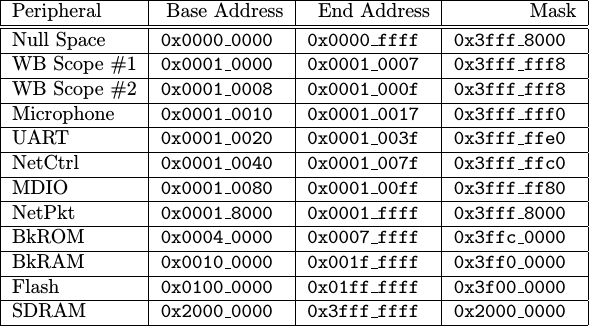 Peripheral Base Address End Address Mask
Null Space 0x0000_0000 0x0000_ffff 0x3fff_8000
WB Scope #1 0x0001_0000 0x0001_0007 0x3fff_fff8
WB Scope #2 0x0001_0008 0x0001_000f 0x3fff_fff8
Microphone 0x0001_0010 0x0001_0017 0x3fff_fff0
UART 0x0001_0020 0x0001_003f 0x3fff_ffe0
NetCtrl 0x0001_0040 0x0001_007f 0x3fff_ffc0
MDIO 0x0001_0080 0x0001_00ff 0x3fff_ff80
NetPkt 0x0001_8000 0x0001_ffff 0x3fff_8000
BkROM 0x0004_0000 0x0007_ffff 0x3ffc_0000
BkRAM 0x0010_0000 0x001f_ffff 0x3ff0_0000
Flash 0x0100_0000 0x01ff_ffff 0x3f00_0000
SDRAM 0x2000_0000 0x3fff_ffff 0x2000_0000